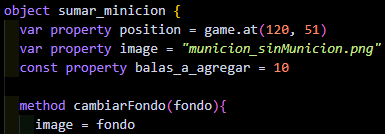 object sumar_minicion {
var property position = game.at(120, 51)
var property image = "municion_sinMunicion.png"
const property balas_a_agregar = 10
method cambiarFondo(fondo){
image = fondo